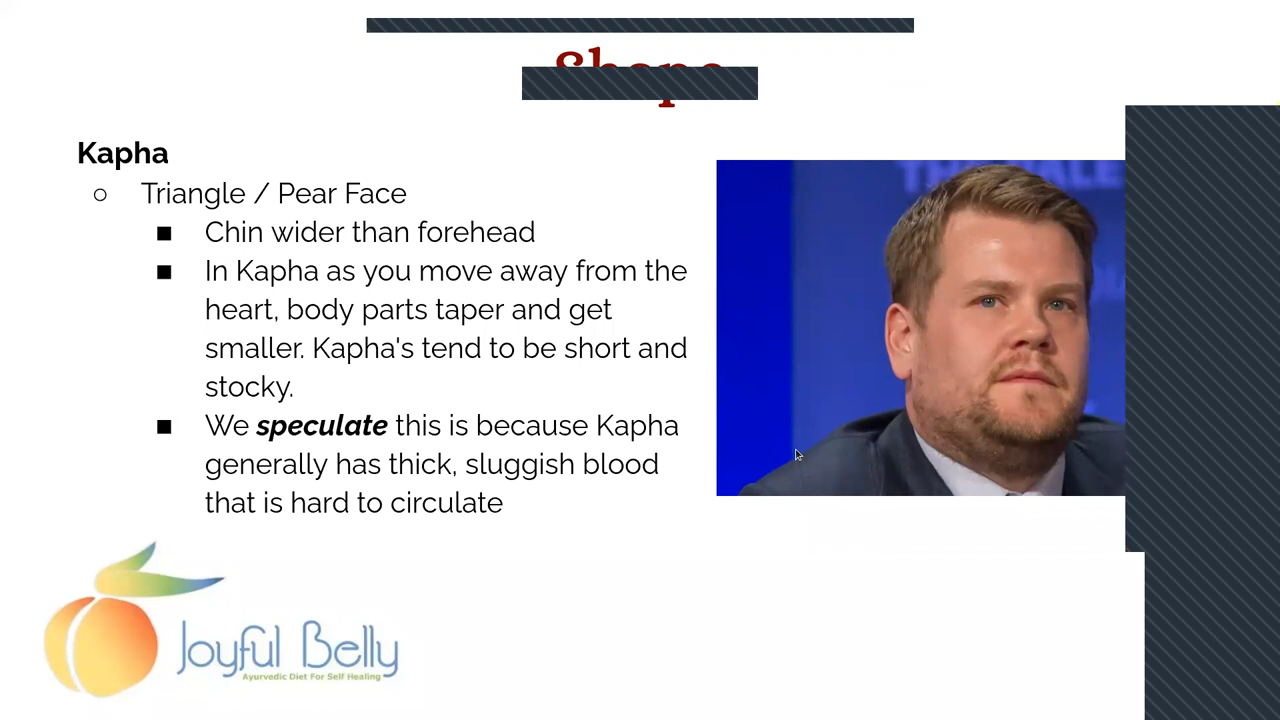 Kapha
○ Triangle / Pear Face
■ Chin wider than forehead
■ In Kapha as you move away from the
heart, body parts taper and get
smaller. Kapha's tend to be short and
stocky.
■ We speculate this is because Kapha
generally has thick, sluggish blood
that is hard to circulate
Joyful Belly
Ayurvedic Diet For Self Healing